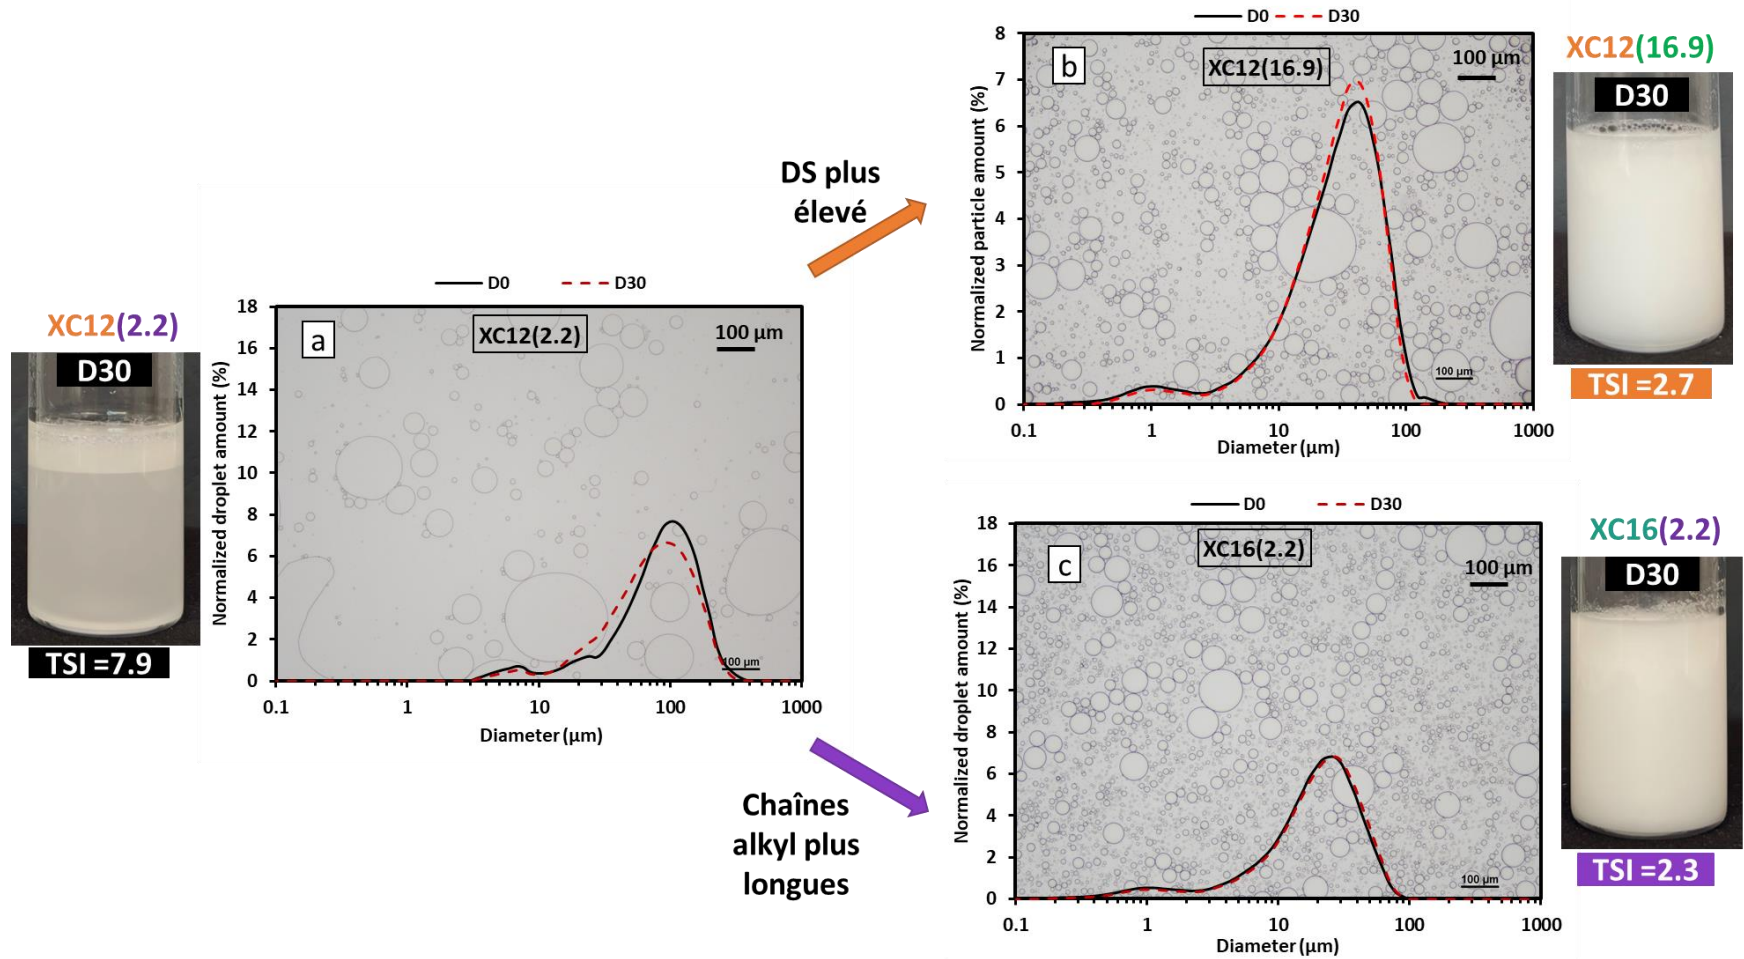 XC12(2.2)
D30
TSI =7.9
D0
D30
a
XC12(2.2)
100 µm
100 µm
Normalized droplet amount (%)
18
16
14
12
10
8
6
4
2
0
0.1
1
10
100
1000
Diameter (µm)
DS plus
élevé
Chaînes
alkyl plus
longues
D0
D30
b
XC12(16.9)
100 µm
100 µm
Normalized particle amount (%)
8
7
6
5
4
3
2
1
0
0.1
1
10
100
1000
Diameter (µm)
XC12(16.9)
D30
TSI =2.7
D0
D30
c
XC16(2.2)
100 µm
100 µm
Normalized droplet amount (%)
18
16
14
12
10
8
6
4
2
0
0.1
1
10
100
1000
Diameter (µm)
XC16(2.2)
D30
TSI =2.3